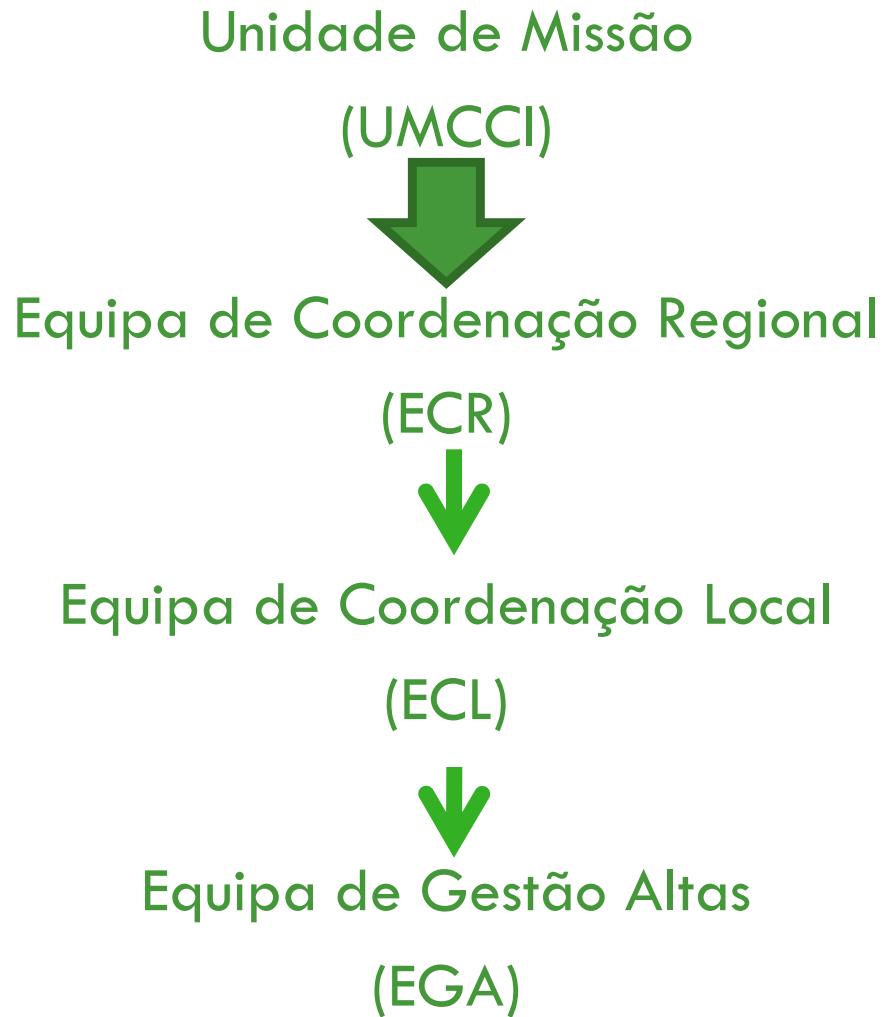 Unidade de Missão
(UMCCI)
Equipa de Coordenação Regional
(ECR)
Equipa de Coordenação Local
(ECL)
Equipa de Gestão Altas
(EGA)